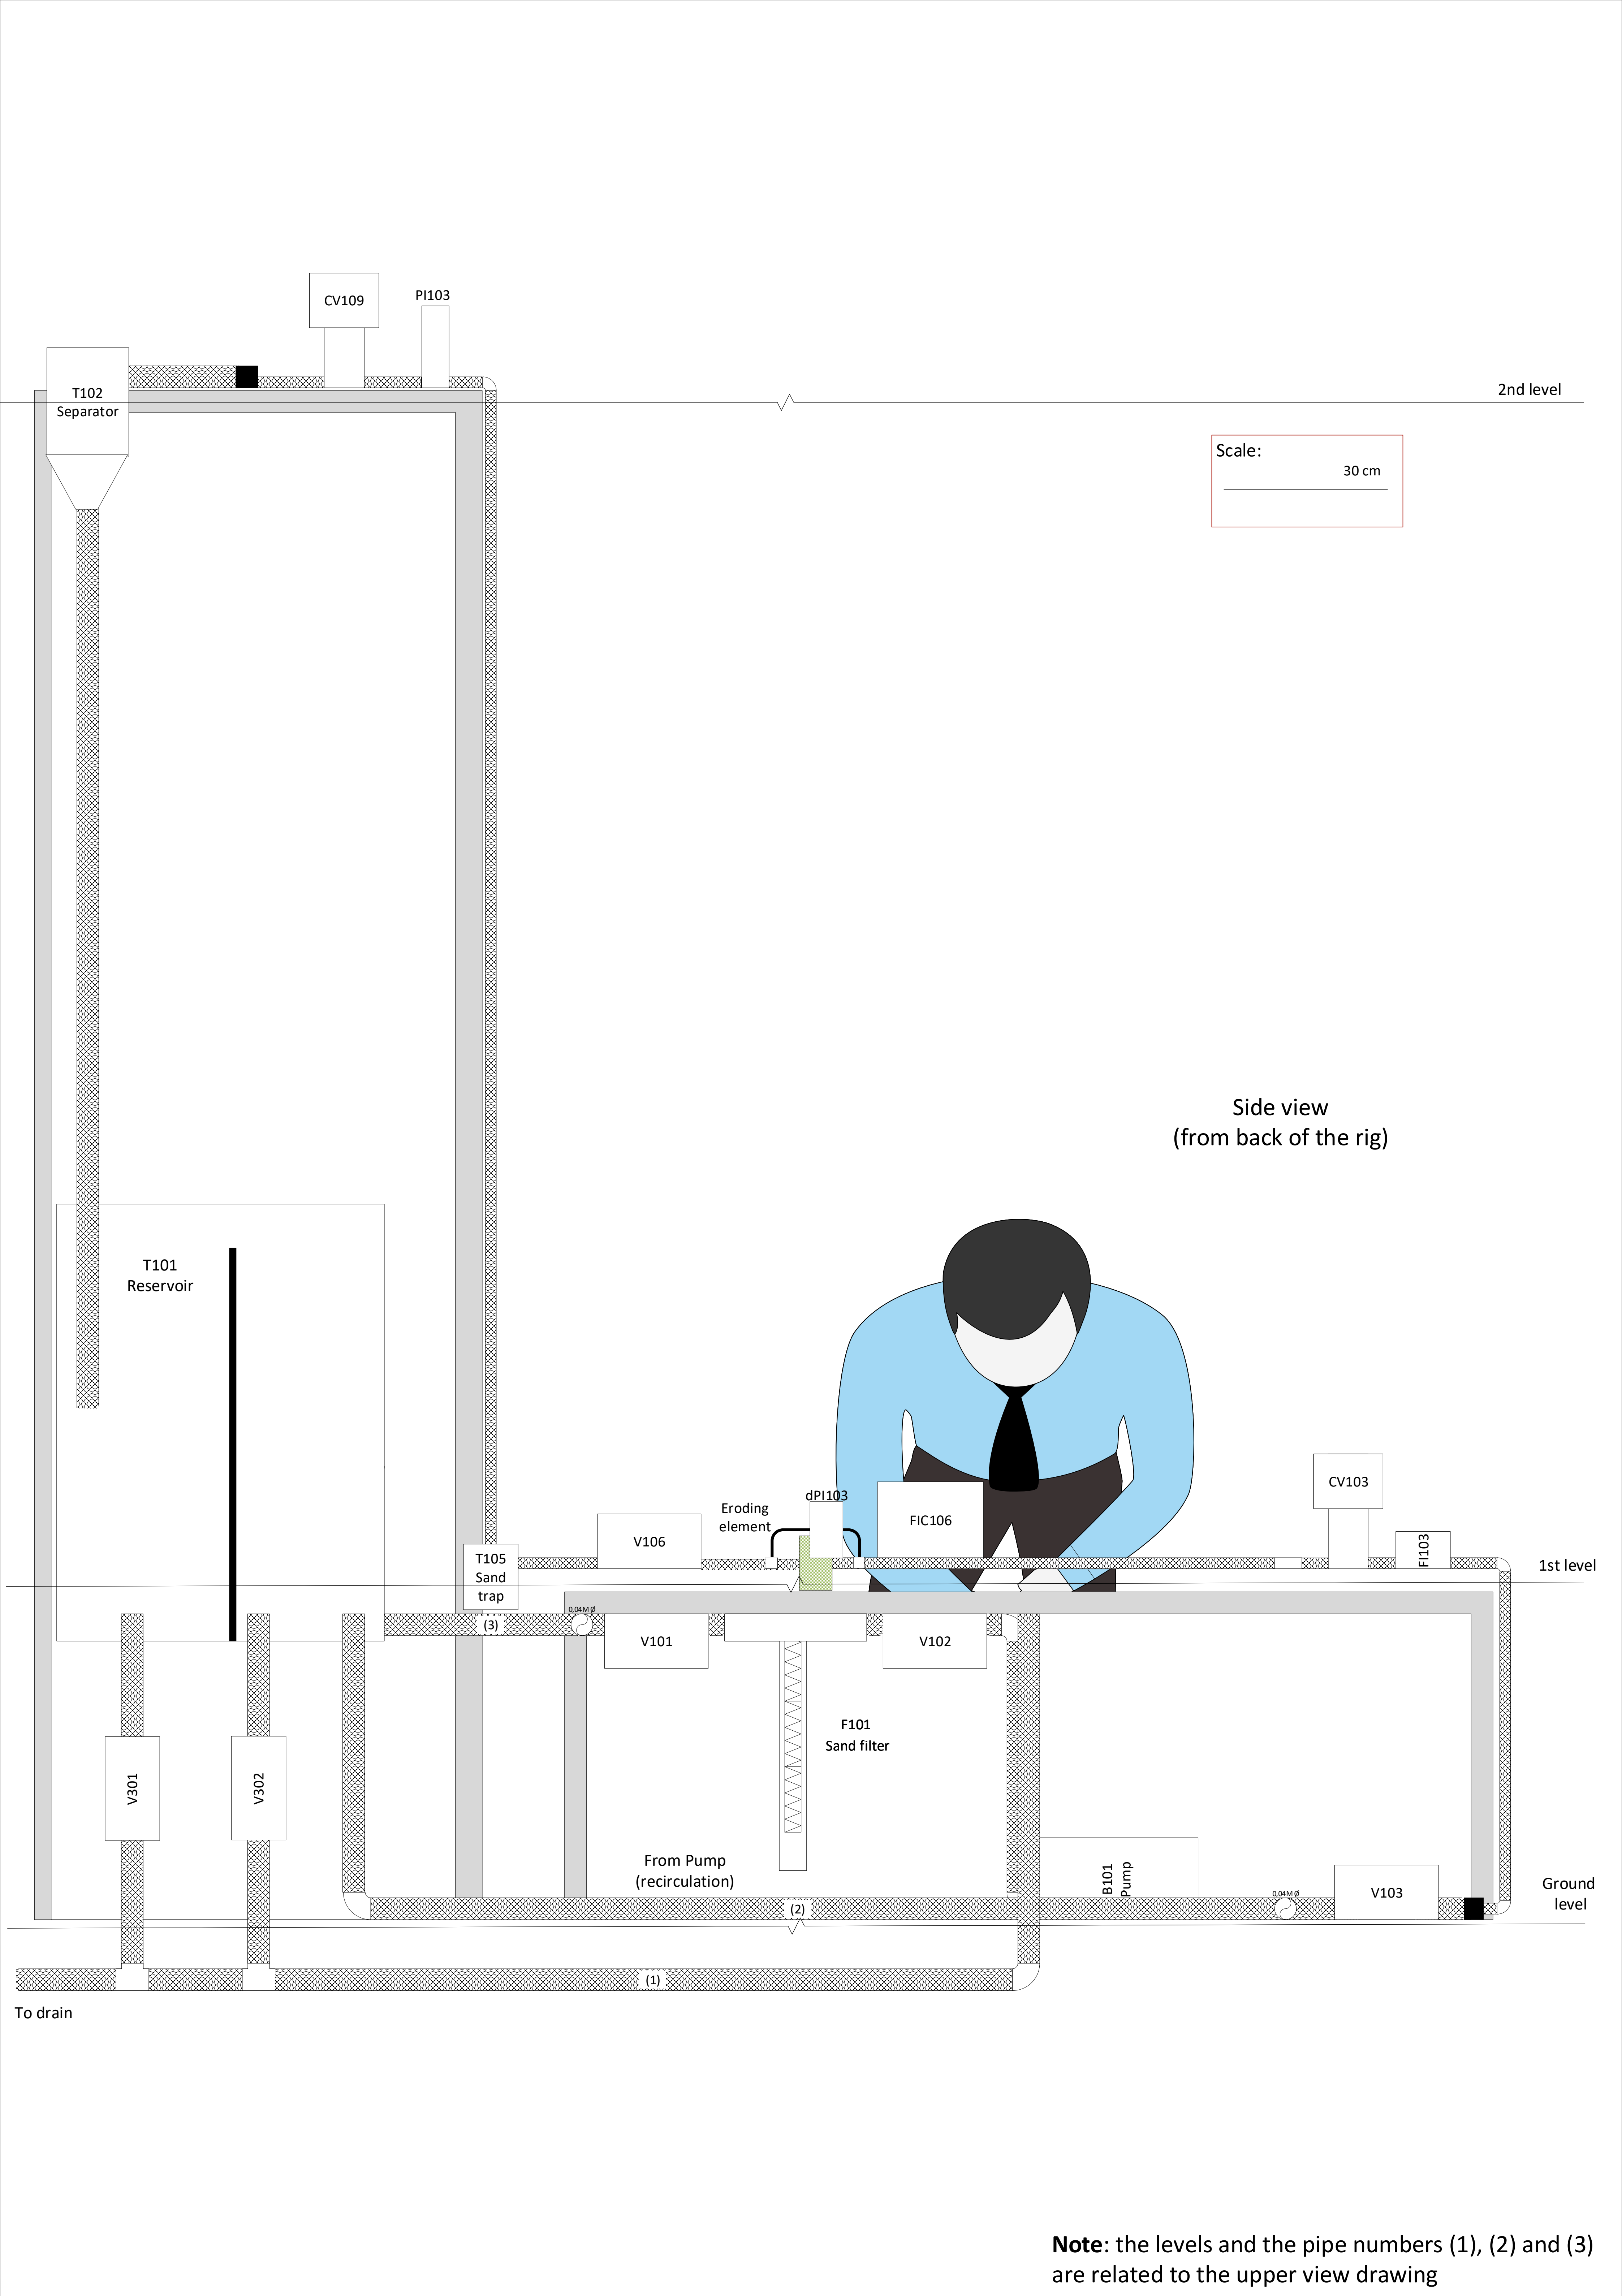 CV109
PI103
T102
Separator
2nd level
Scale:
30 cm
Side view
(from back of the rig)
T101
Reservoir
CV103
dPI103
Eroding
element
FIC106
V106
FI103
T105
Sand
trap
1st level
0,04M Ø
(3)
V101
V102
F101
Sand filter
V301
V302
From Pump
(recirculation)
B101
Pump
0,04M Ø
V103
Ground
level
(2)
(1)
To drain
Note: the levels and the pipe numbers (1), (2) and (3)
are related to the upper view drawing